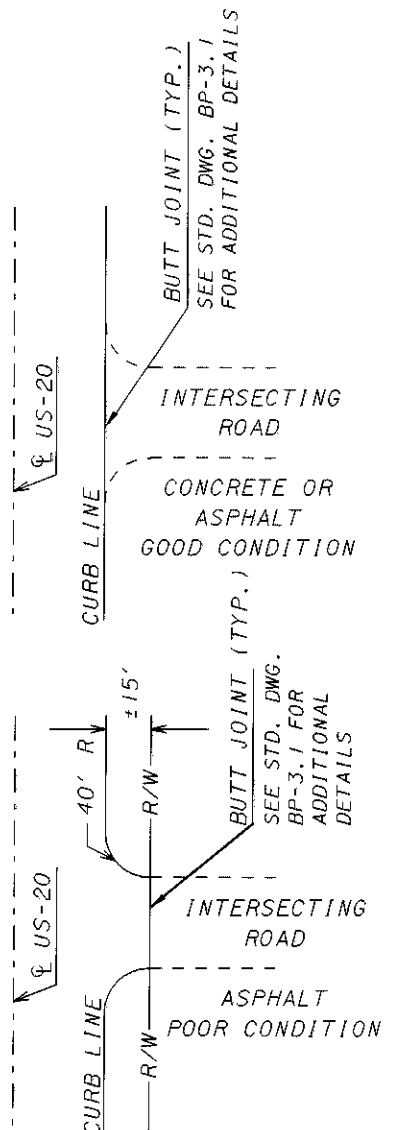 ℄ US-20
CURB LINE
BUTT JOINT (TYP.)
SEE STD. DWG. BP-3.1
FOR ADDITIONAL DETAILS
INTERSECTING
ROAD
CONCRETE OR
ASPHALT
GOOD CONDITION
℄ US-20
CURB LINE
40' R
±15'
R/W
R/W
BUTT JOINT (TYP.)
SEE STD. DWG.
BP-3.1 FOR
ADDITIONAL
DETAILS
INTERSECTING
ROAD
ASPHALT
POOR CONDITION